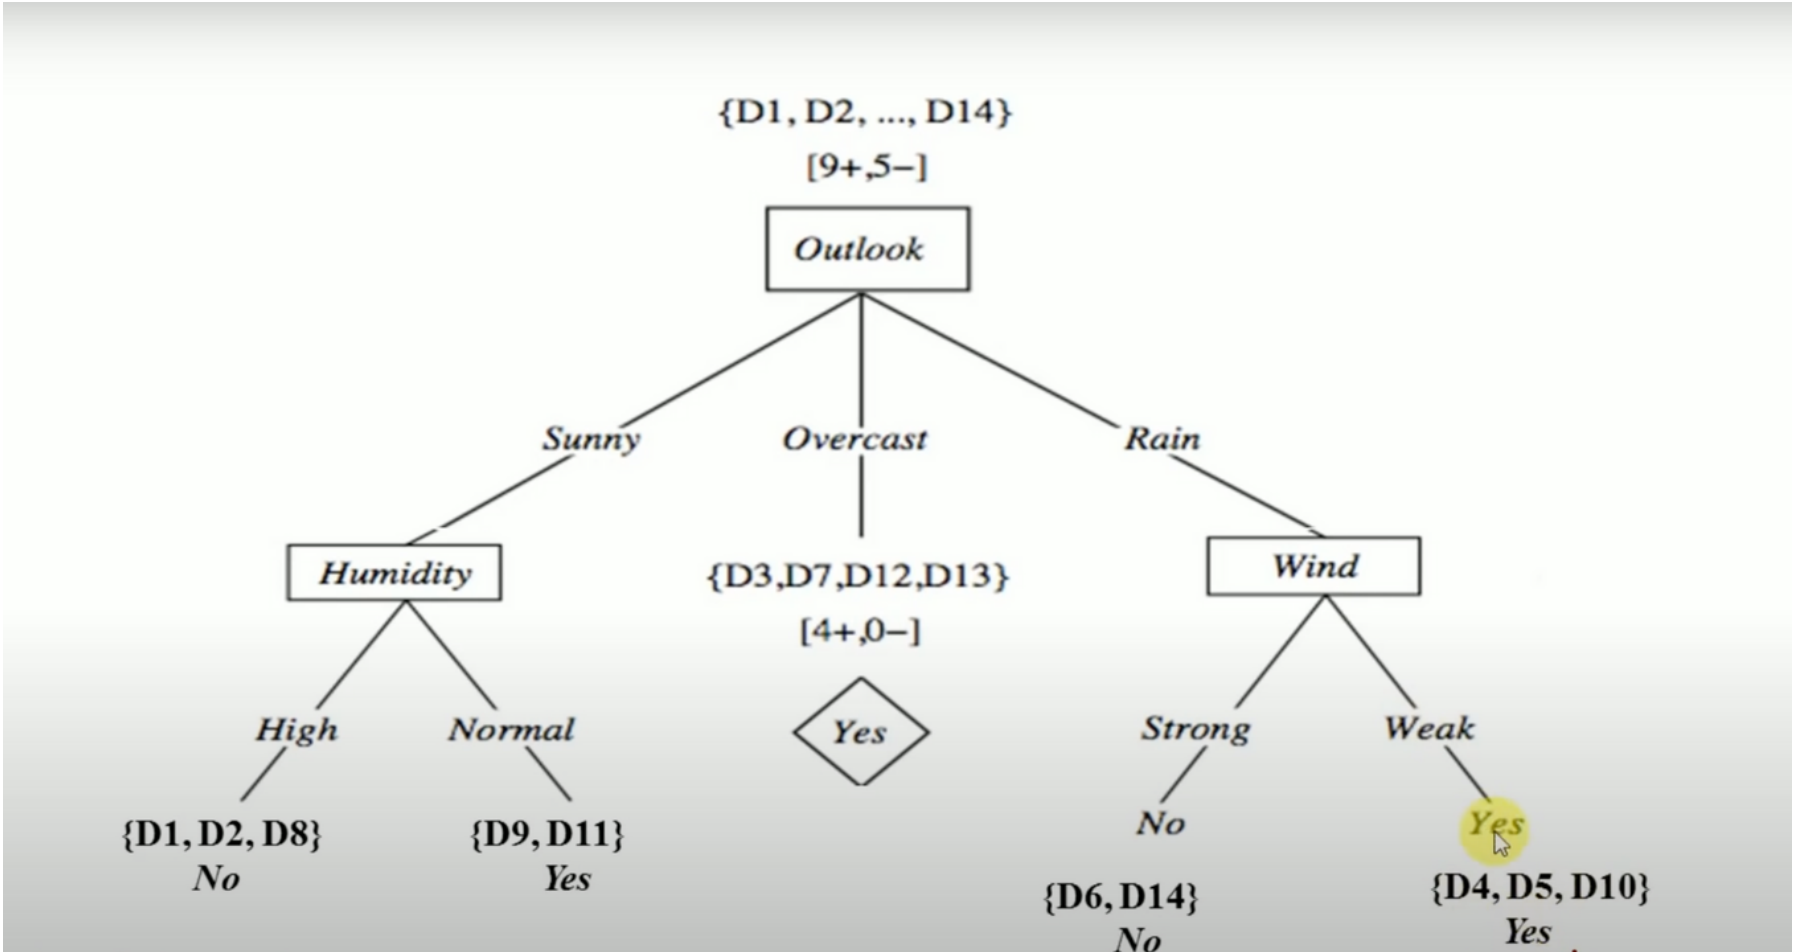 {D1, D2, ..., D14}
[9+,5−]
Outlook
Sunny
Overcast
Rain
Humidity
{D3,D7,D12,D13}
[4+,0−]
Wind
High
Normal
Yes
Strong
Weak
{D1, D2, D8}
No
{D9, D11}
Yes
No
Yes
{D6, D14}
No
{D4, D5, D10}
Yes